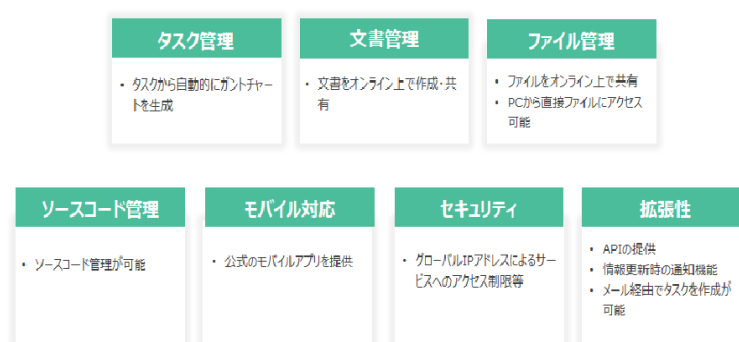 タスク管理
文書管理
ファイル管理
・ タスクから自動的にガントチャー
トを生成
・ 文書をオンライン上で作成・共
有
・ ファイルをオンライン上で共有
・ PCから直接ファイルにアクセス
可能
ソースコード管理
モバイル対応
セキュリティ
拡張性
・ ソースコード管理が可能
・ 公式のモバイルアプリを提供
・ グローバルIPアドレスによるサー
ビスへのアクセス制限等
・ APIの提供
・ 情報更新時の通知機能
・ メール経由でタスクを作成が
可能